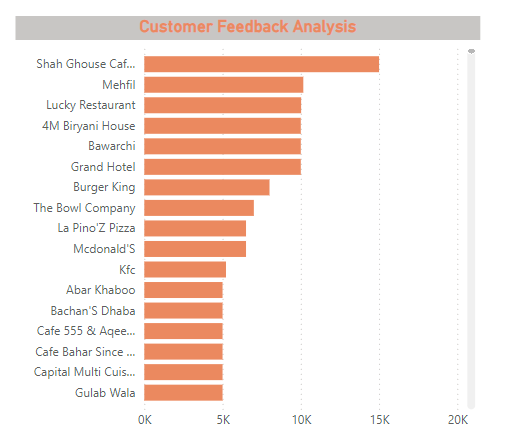 Customer Feedback Analysis
Shah Ghouse Caf...
Mehfil
Lucky Restaurant
4M Biryani House
Bawarchi
Grand Hotel
Burger King
The Bowl Company
La Pino'Z Pizza
Mcdonald'S
Kfc
Abar Khaboo
Bachan'S Dhaba
Cafe 555 & Aqee...
Cafe Bahar Since ...
Capital Multi Cuis...
Gulab Wala
0K 5K 10K 15K 20K